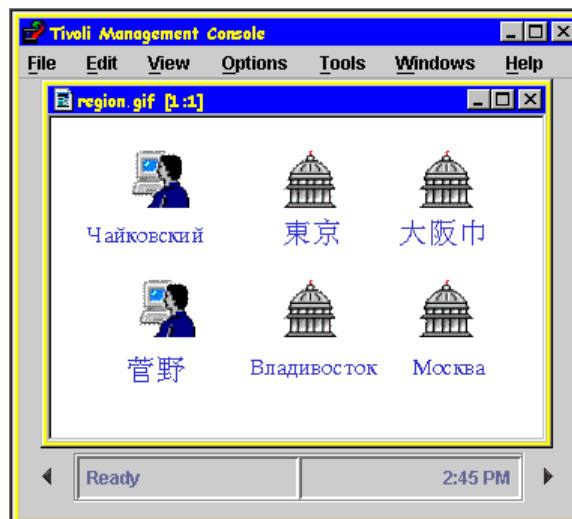 Tivoli Management Console
File Edit View Options Tools Windows Help
region.gif [1:1]
Чайковский 東京 大阪巾
菅野 Владивосток Москва
Ready 2:45 PM